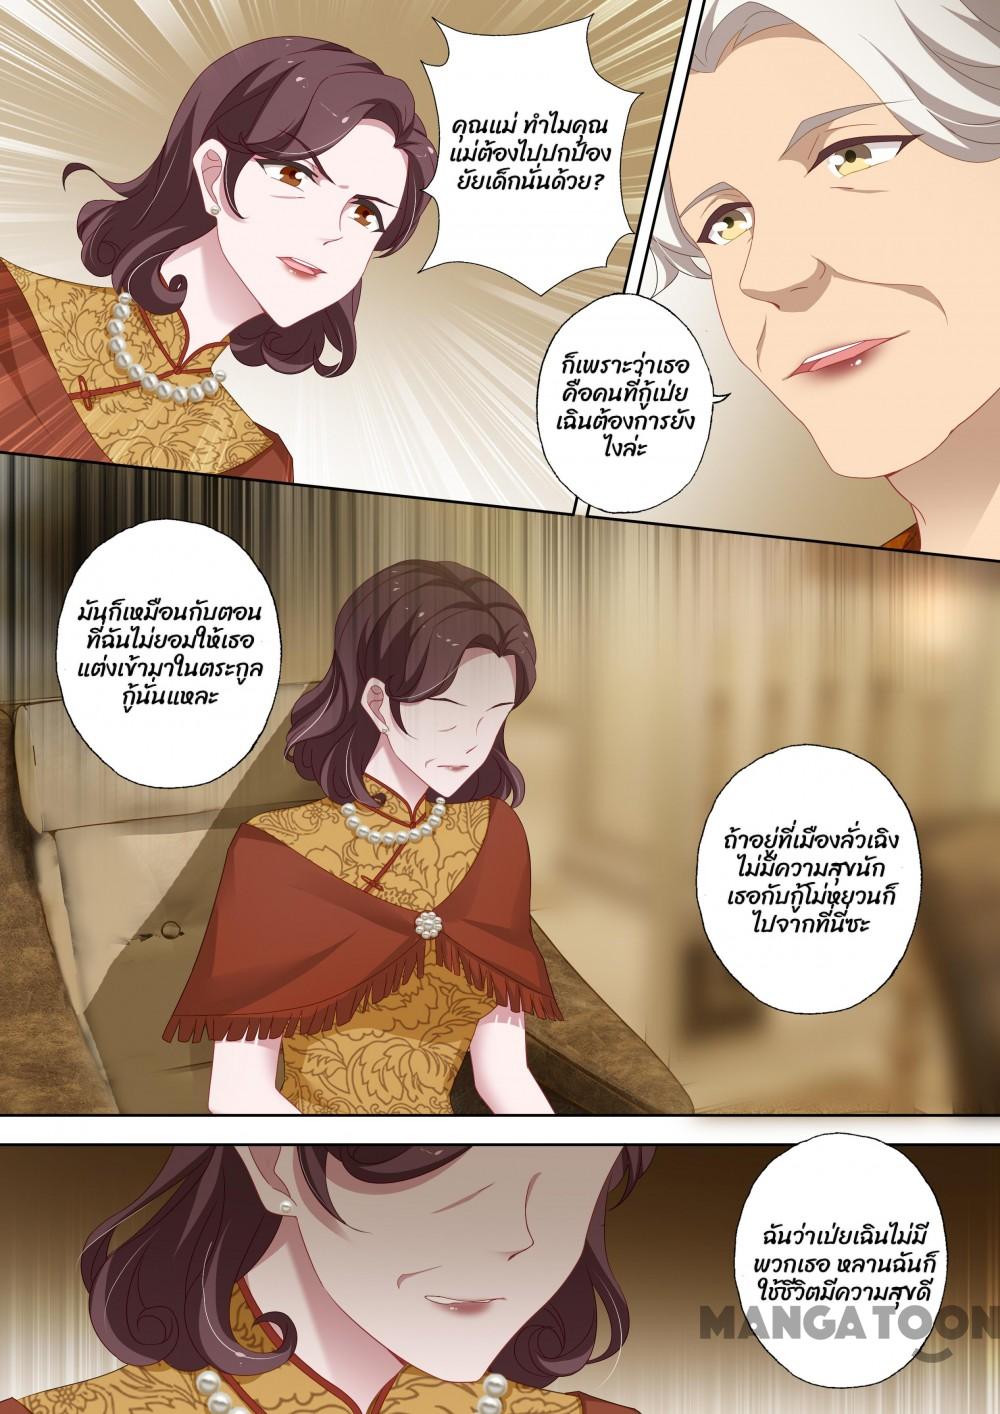 คุณแม่ ทำไมคุณ
แม่ต้องไปปกป้อง
ยัยเด็กนั่นด้วย?
ก็เพราะว่าเธอ
คือคนที่กู้เป่ย
เฉินต้องการยัง
ไงล่ะ
มันก็เหมือนกับตอน
ที่ฉันไม่ยอมให้เธอ
แต่งเข้ามาในตระกูล
กู้นั่นแหละ
ถ้าอยู่ที่เมืองลั่วเฉิง
ไม่มีความสุขนัก
เธอกับกู้โม่หยวนก็
ไปจากที่นี่ซะ
ฉันว่าเป่ยเฉินไม่มี
พวกเธอ หลานฉันก็
ใช้ชีวิตมีความสุขดี
MANGATOON